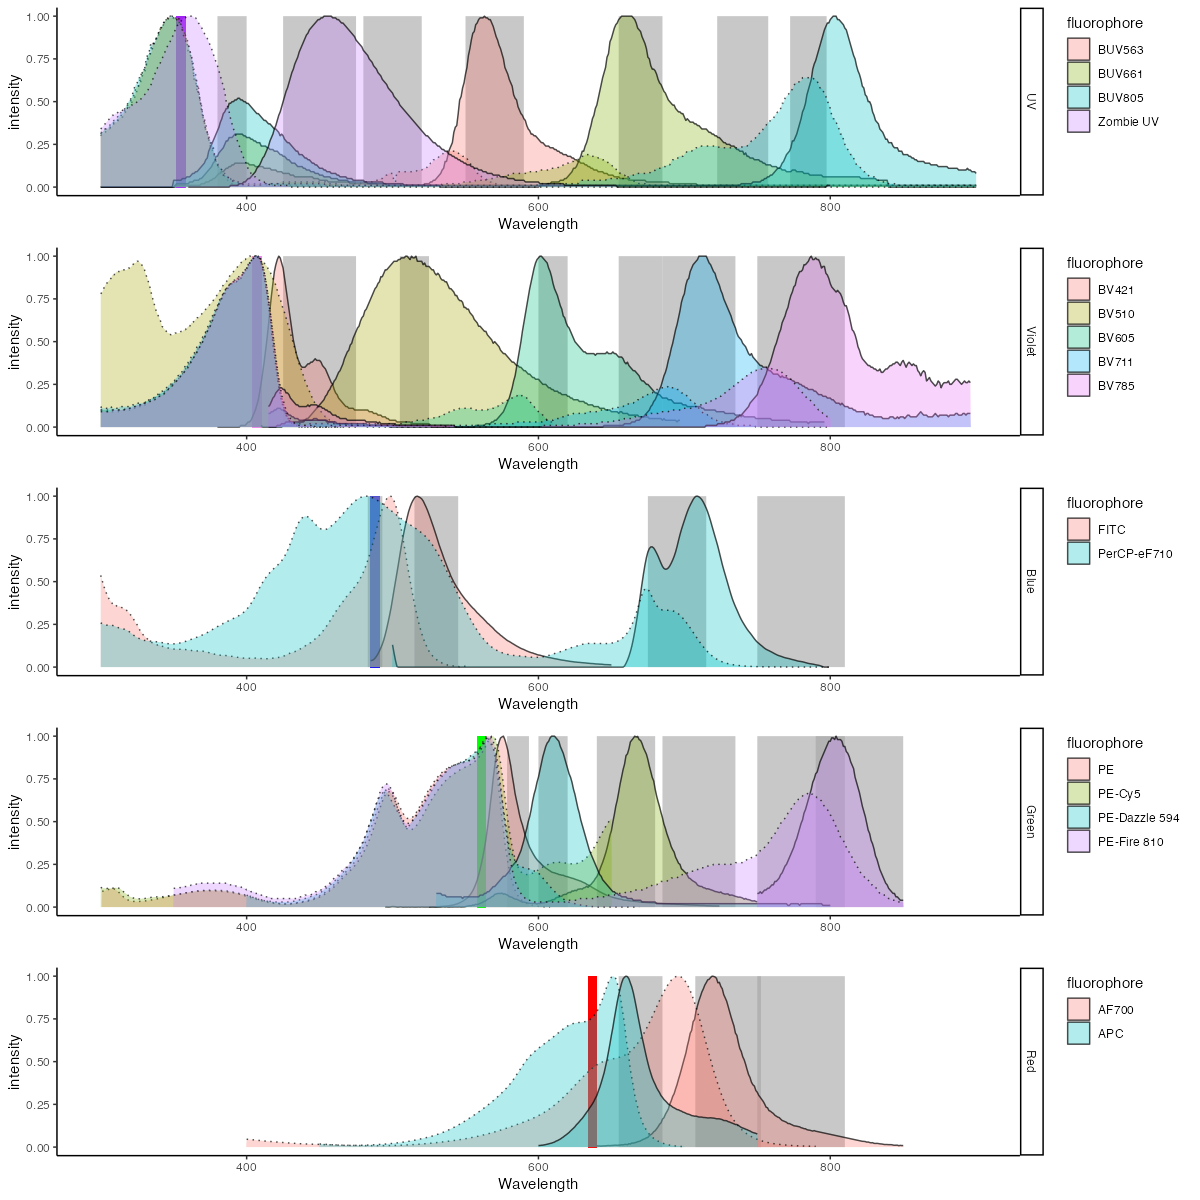 fluorophore
BUV563
BUV661
BUV805
Zombie UV
1.00
0.75
0.50
0.25
0.00
intensity
400
600
800
Wavelength
UV
fluorophore
BV421
BV510
BV605
BV711
BV785
1.00
0.75
0.50
0.25
0.00
intensity
400
600
800
Wavelength
Violet
fluorophore
FITC
PerCP-eF710
1.00
0.75
0.50
0.25
0.00
intensity
400
600
800
Wavelength
Blue
fluorophore
PE
PE-Cy5
PE-Dazzle 594
PE-Fire 810
1.00
0.75
0.50
0.25
0.00
intensity
400
600
800
Wavelength
Green
fluorophore
AF700
APC
1.00
0.75
0.50
0.25
0.00
intensity
400
600
800
Wavelength
Red